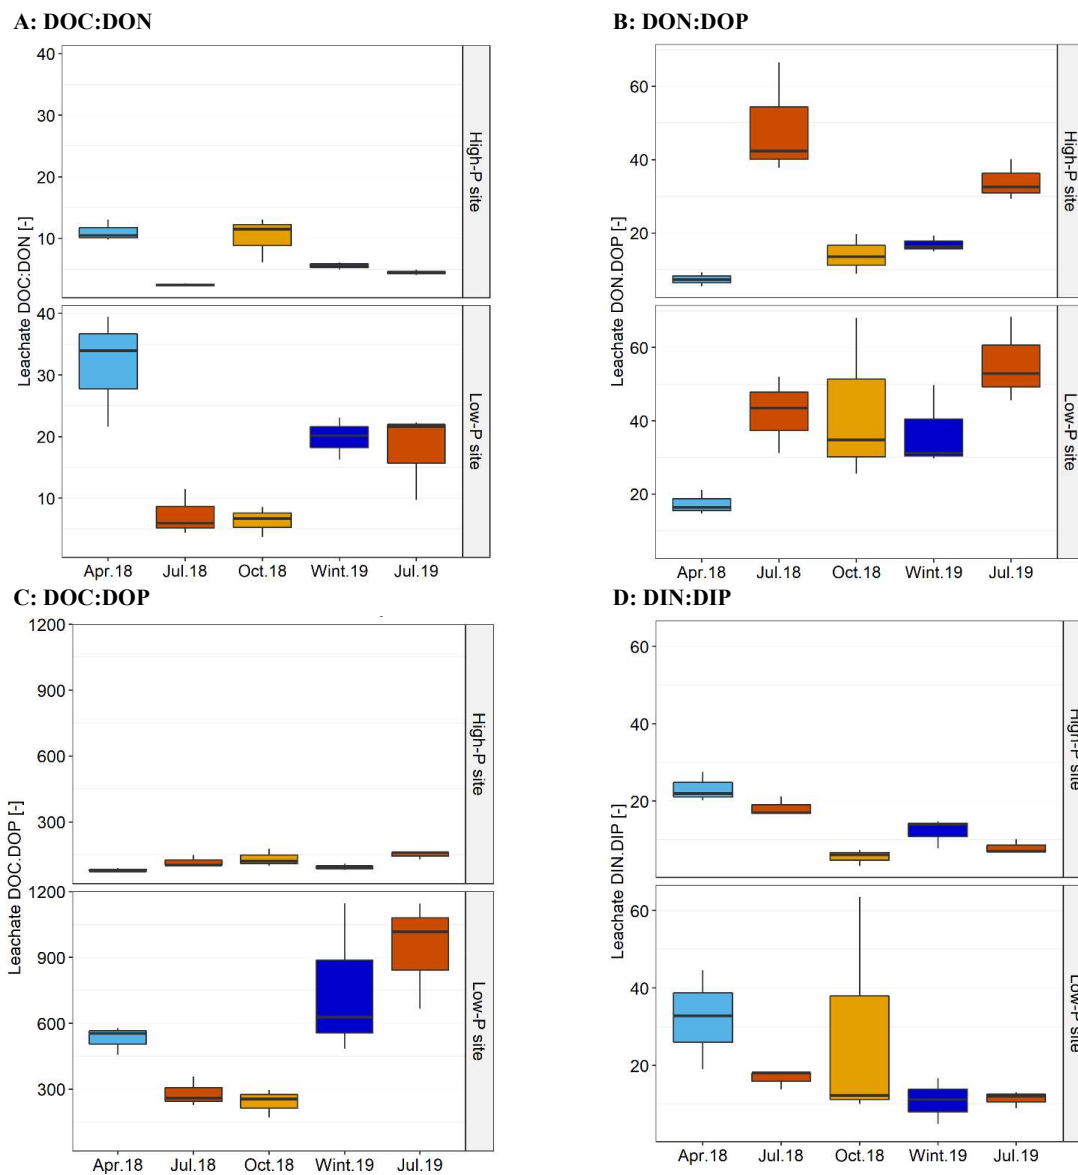 A: DOC:DON
Leachate DOC:DON [-]
40
30
20
10
High-P site
40
30
20
10
Low-P site
Apr.18 Jul.18 Oct.18 Wint.19 Jul.19
B: DON:DOP
Leachate DON.DOP [-]
60
40
20
High-P site
60
40
20
Low-P site
Apr.18 Jul.18 Oct.18 Wint.19 Jul.19
C: DOC:DOP
Leachate DOC.DOP [-]
1200
900
600
300
High-P site
1200
900
600
300
Low-P site
Apr.18 Jul.18 Oct.18 Wint.19 Jul.19
D: DIN:DIP
Leachate DIN.DIP [-]
60
40
20
High-P site
60
40
20
Low-P site
Apr.18 Jul.18 Oct.18 Wint.19 Jul.19